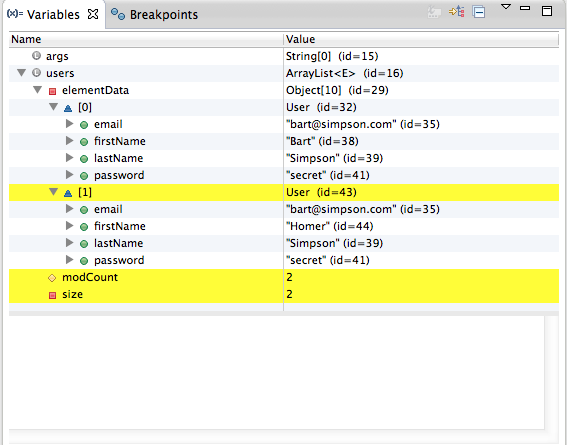 (x)= Variables Breakpoints
Name Value
args String[0] (id=15)
users ArrayList<E> (id=16)
elementData Object[10] (id=29)
[0] User (id=32)
email "bart@simpson.com" (id=35)
firstName "Bart" (id=38)
lastName "Simpson" (id=39)
password "secret" (id=41)
[1] User (id=43)
email "bart@simpson.com" (id=35)
firstName "Homer" (id=44)
lastName "Simpson" (id=39)
password "secret" (id=41)
modCount 2
size 2